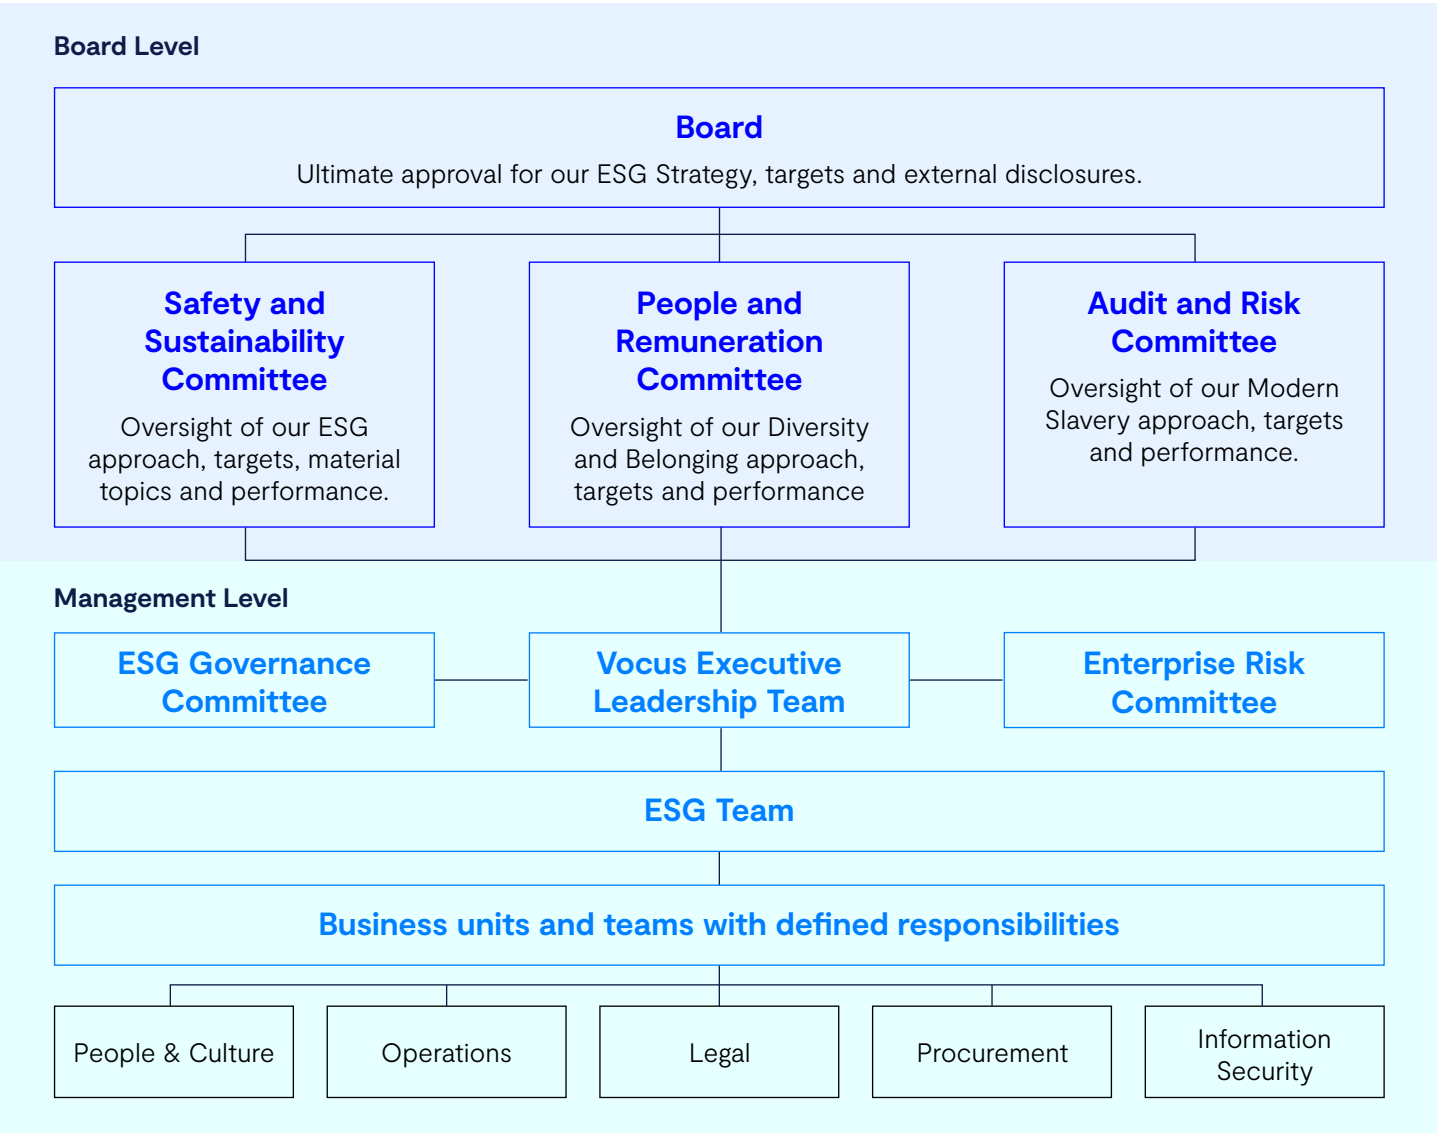 Board Level
Board
Ultimate approval for our ESG Strategy, targets and external disclosures.
Safety and
Sustainability
Committee
Oversight of our ESG
approach, targets, material
topics and performance.
People and
Remuneration
Committee
Oversight of our Diversity
and Belonging approach,
targets and performance
Audit and Risk
Committee
Oversight of our Modern
Slavery approach, targets
and performance.
Management Level
ESG Governance
Committee
Vocus Executive
Leadership Team
Enterprise Risk
Committee
ESG Team
Business units and teams with defined responsibilities
People & Culture
Operations
Legal
Procurement
Information
Security